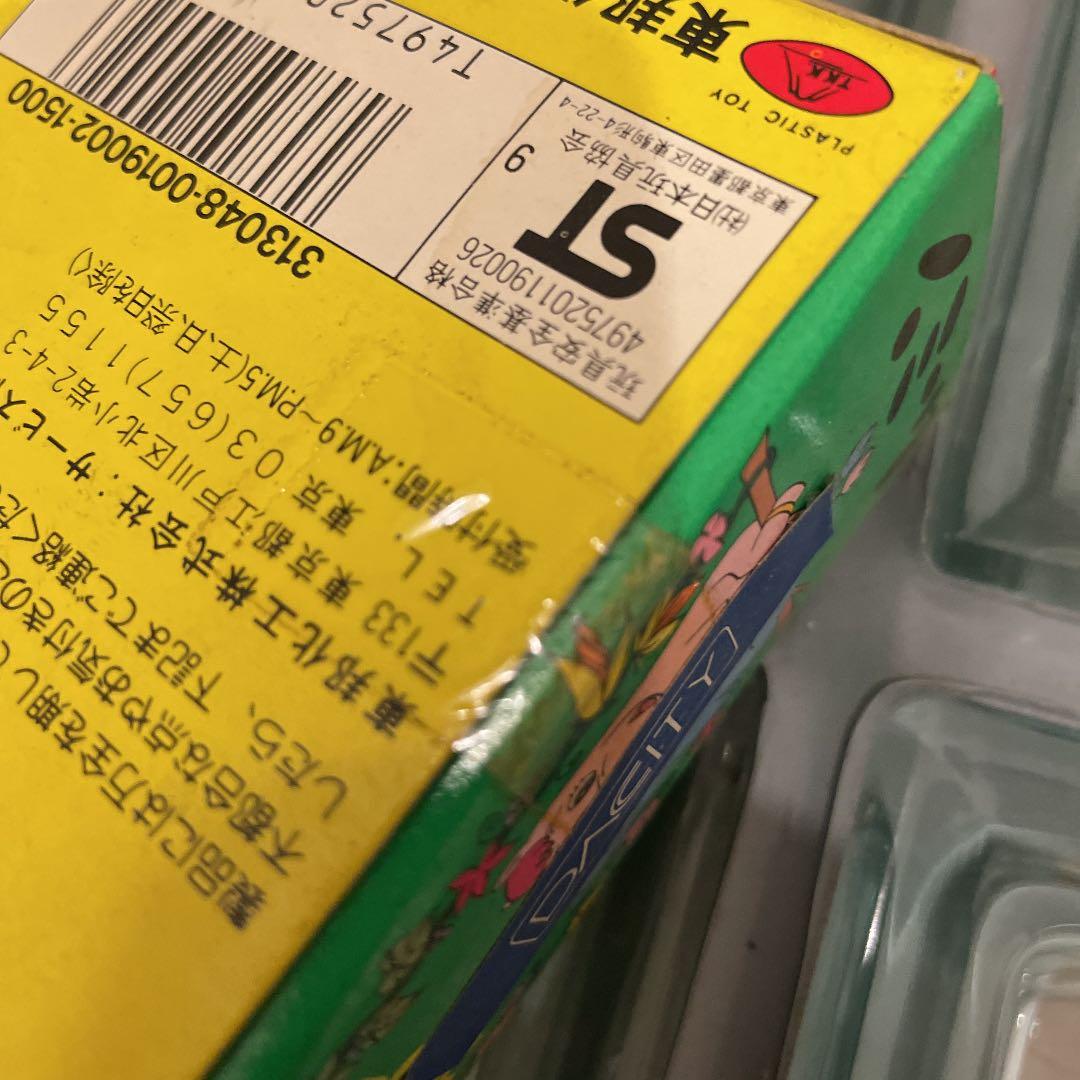 製品には万全を期し
不都合な点やお気付きの
したら、下記までご連絡くだ
東邦化工株式会社・サービス
〒133 東京都江戸川区北小岩2-4-3
TEL 東京 03(657)1155
受付時間:A.M.9~P.M.5(土、日、祭日を除く)
313048-0019002-1500
T49752
玩具安全基準合格
4975201190026
ST
9
(社)日本玩具協会
東京都墨田区東駒形4-22-4
東邦
TKK
PLASTIC TOY
DACITY